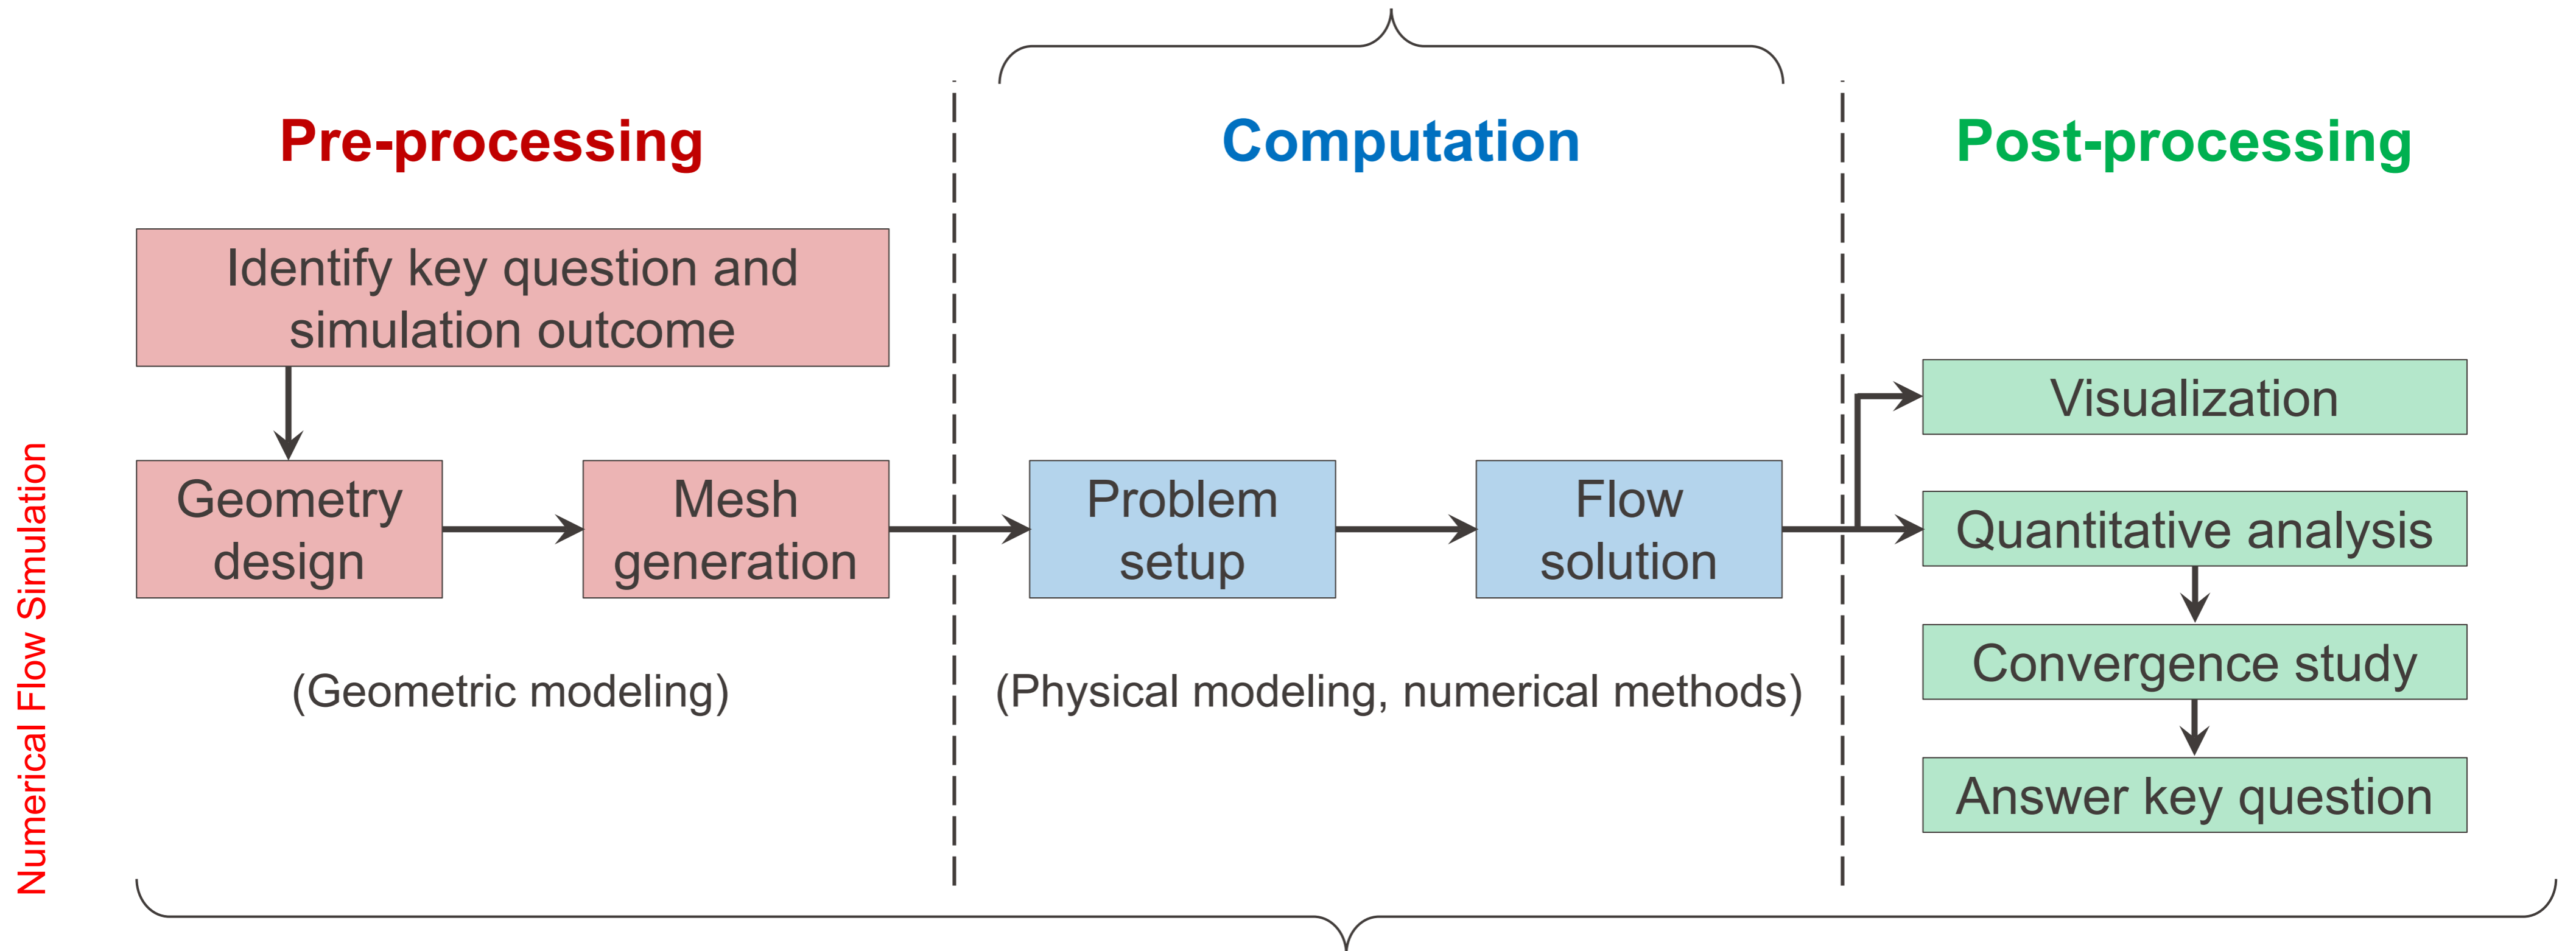 Pre-processing
Computation
Post-processing
Identify key question and
simulation outcome
Geometry
design
Mesh
generation
(Geometric modeling)
Problem
setup
Flow
solution
(Physical modeling, numerical methods)
Visualization
Quantitative analysis
Convergence study
Answer key question
Numerical Flow Simulation